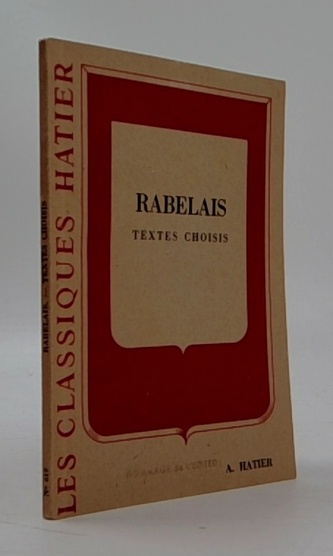 LES CLASSIQUES HATIER
RABELAIS
TEXTES CHOISIS
A. HATIER
RABELAIS - TEXTES CHOISIS